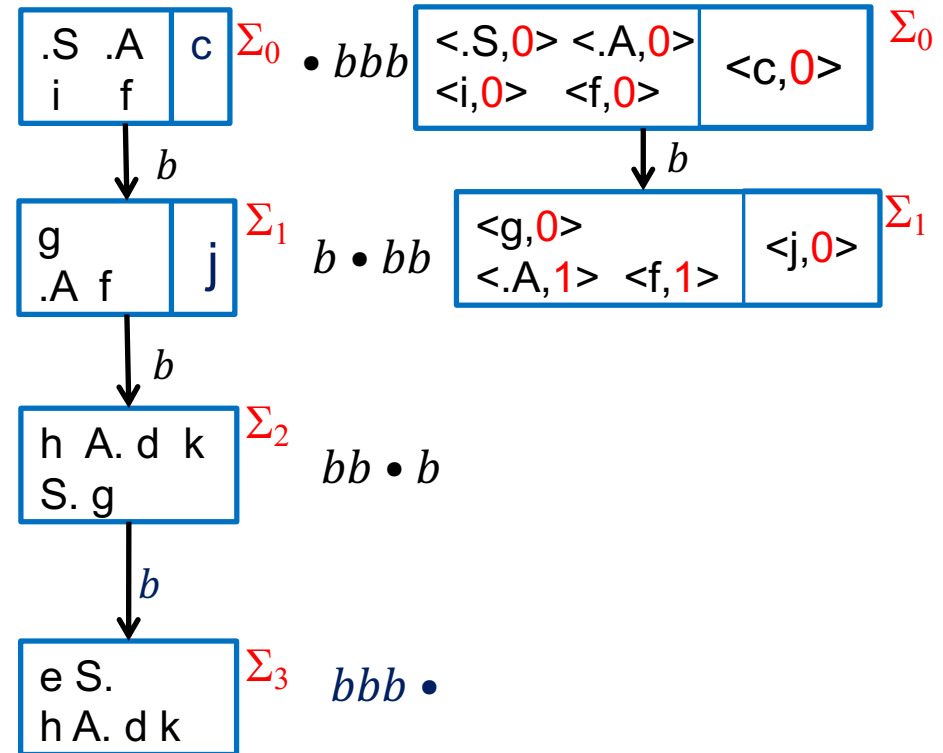 .S .A c Σ0 • bbb <.S,0> <.A,0> <c,0> Σ0
i f <i,0> <f,0>
b b
g j Σ1 b • bb <g,0> <j,0> Σ1
.A f <.A,1> <f,1>
b
h A. d k Σ2 bb • b
S. g
b
e S. Σ3 bbb •
h A. d k